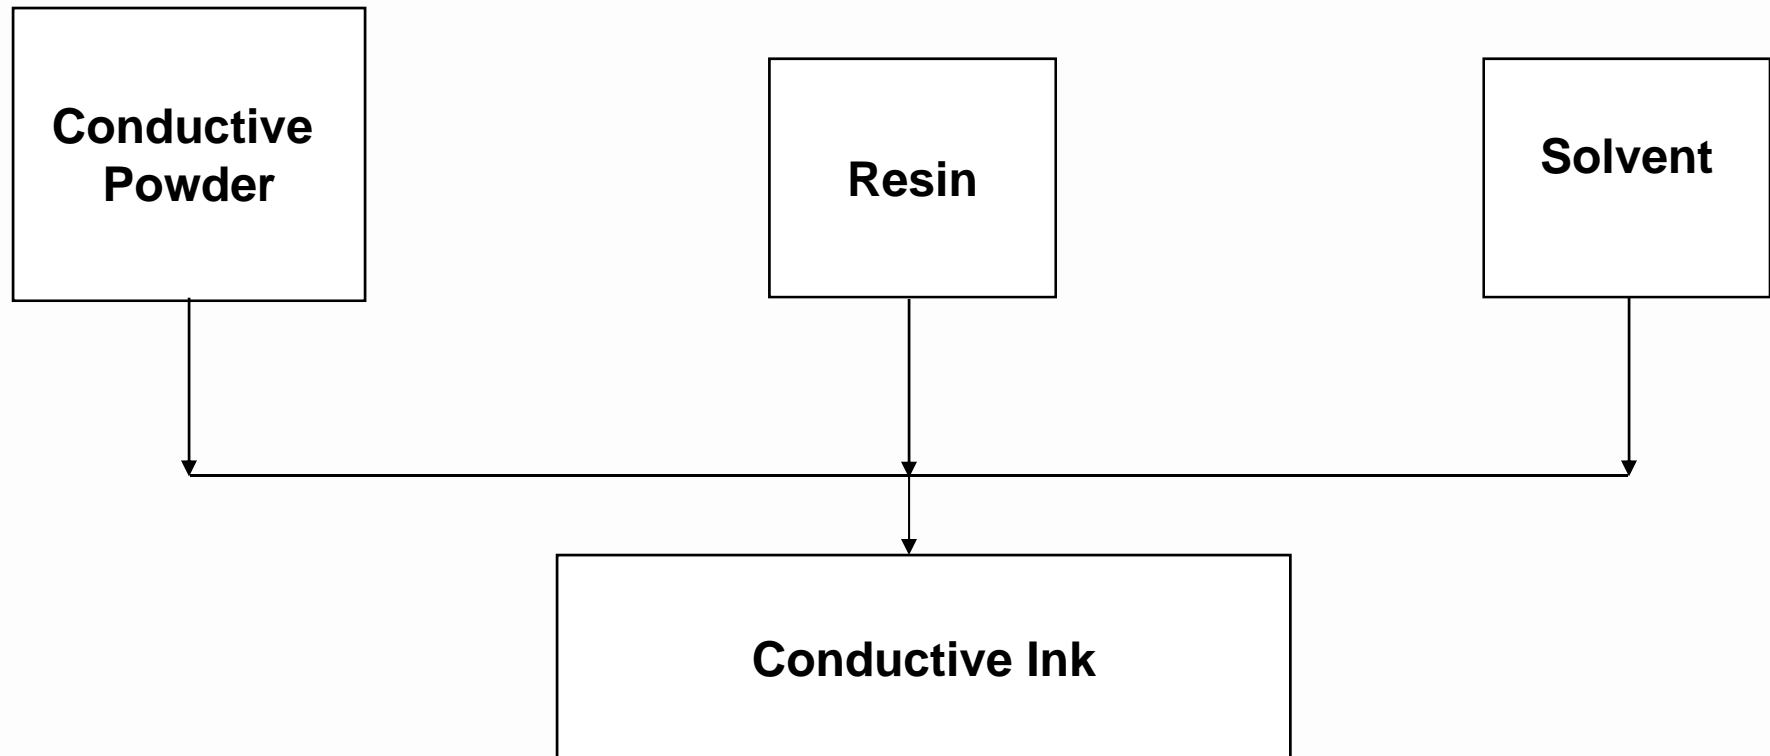 Conductive
Powder
Resin
Solvent
Conductive Ink